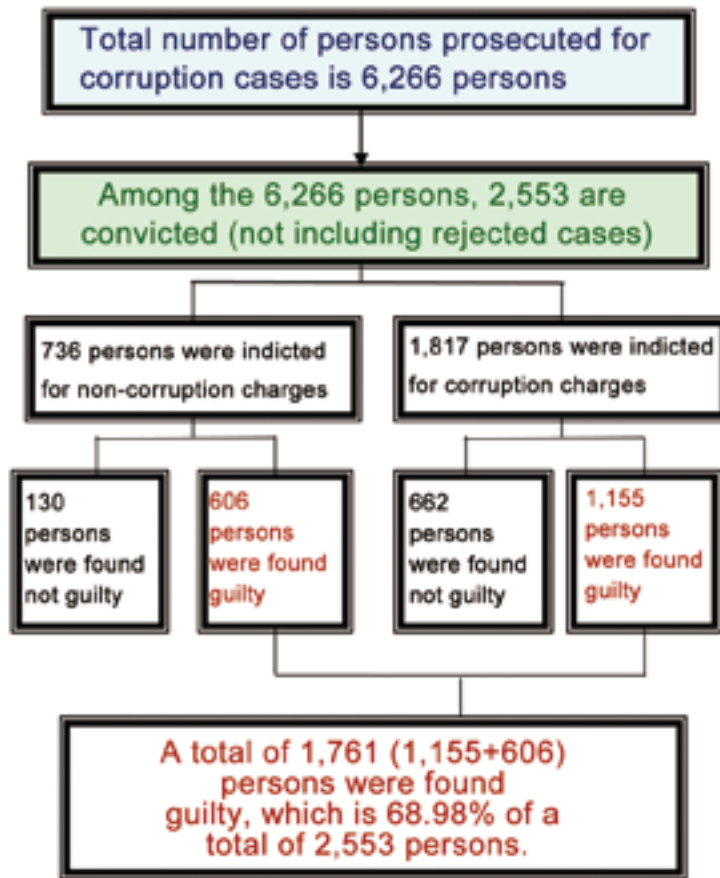 Total number of persons prosecuted for
corruption cases is 6,266 persons
Among the 6,266 persons, 2,553 are
convicted (not including rejected cases)
736 persons were indicted
for non-corruption charges
1,817 persons were indicted
for corruption charges
130
persons
were found
not guilty
606
persons
were found
guilty
662
persons
were found
not guilty
1,155
persons
were found
guilty
A total of 1,761 (1,155+606)
persons were found
guilty, which is 68.98% of a
total of 2,553 persons.